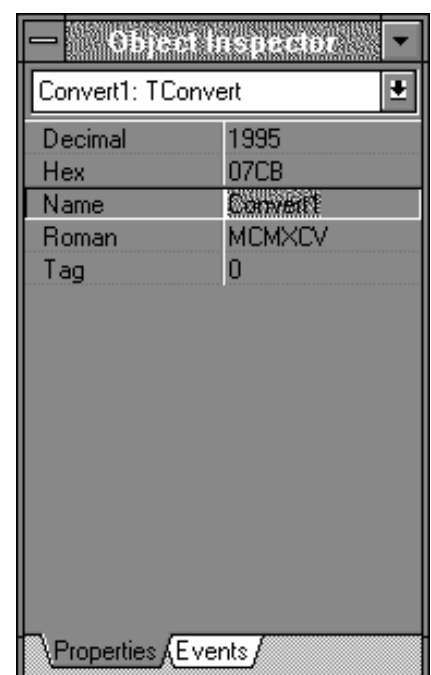 Object Inspector
Convert1: TConvert
Decimal 1995
Hex 07CB
Name Convert1
Roman MCMXCV
Tag 0
Properties Events